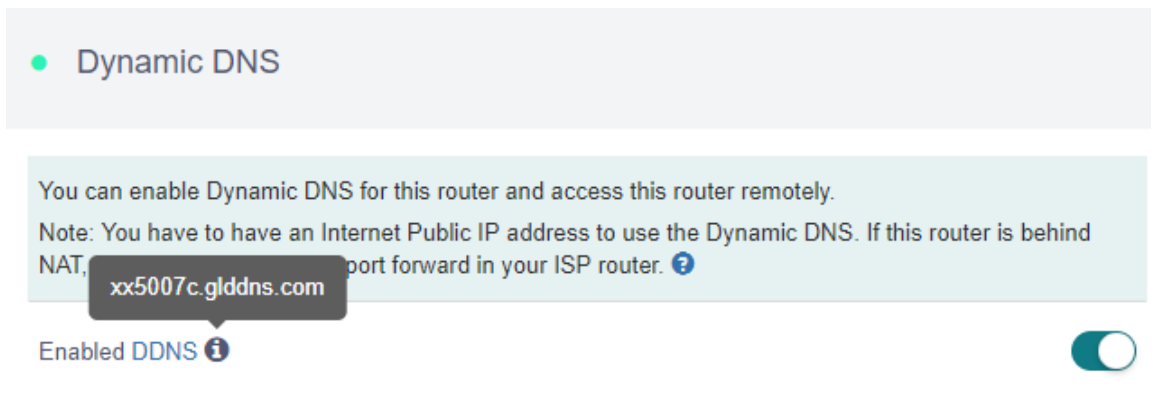 Dynamic DNS
You can enable Dynamic DNS for this router and access this router remotely.
Note: You have to have an Internet Public IP address to use the Dynamic DNS. If this router is behind
NAT, port forward in your ISP router.
xx5007c.glddns.com
Enabled DDNS